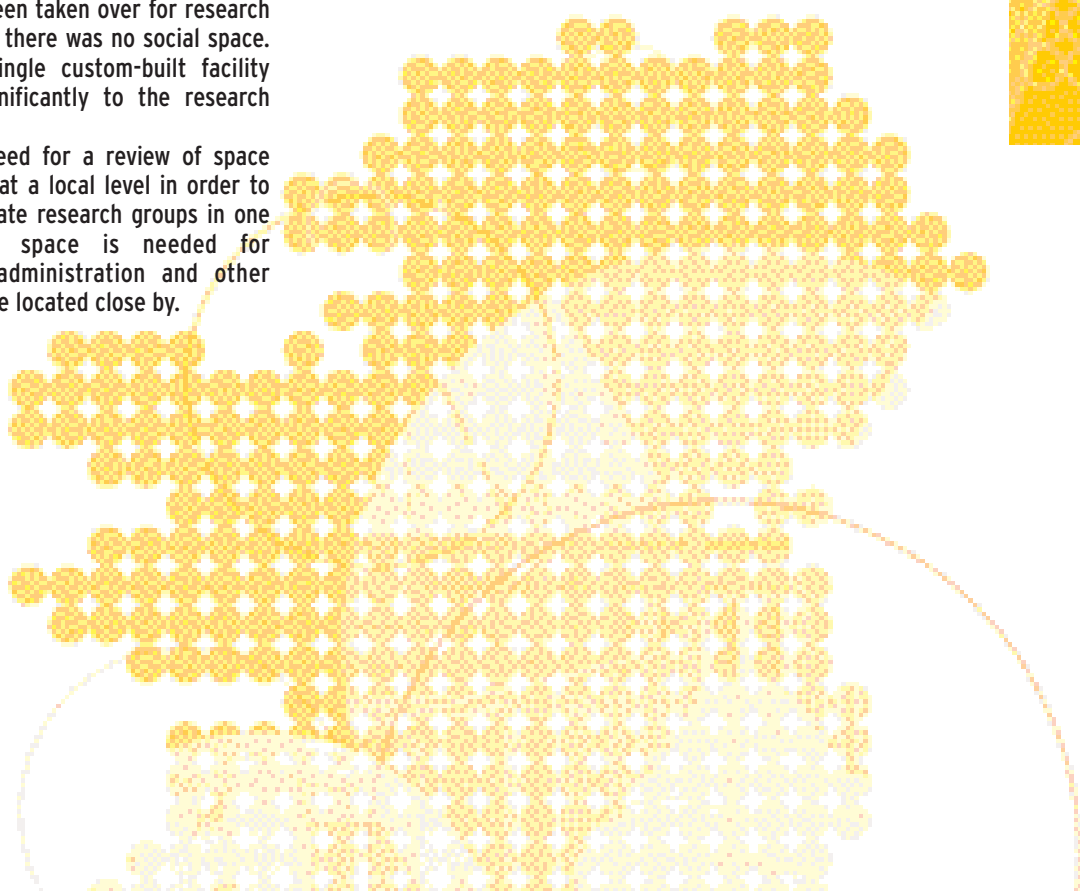 een taken over for research
there was no social space.
ingle custom-built facility
nificantly to the research
eed for a review of space
at a local level in order to
ate research groups in one
space is needed for
administration and other
e located close by.